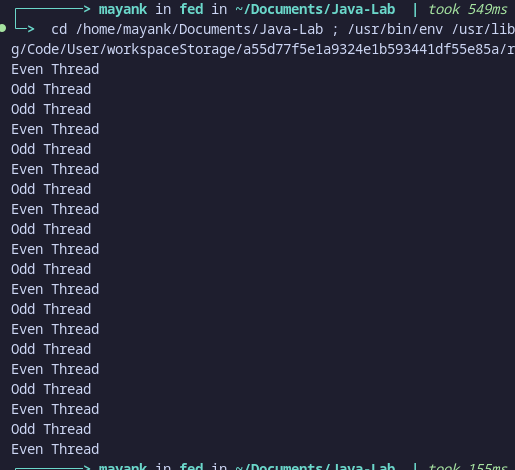 mayank in fed in ~/Documents/Java-Lab | took 549ms
cd /home/mayank/Documents/Java-Lab ; /usr/bin/env /usr/lib
g/Code/User/workspaceStorage/a55d77f5e1a9324e1b593441df55e85a/r
Even Thread
Odd Thread
Odd Thread
Even Thread
Odd Thread
Even Thread
Odd Thread
Even Thread
Odd Thread
Even Thread
Odd Thread
Even Thread
Odd Thread
Even Thread
Odd Thread
Even Thread
Odd Thread
Even Thread
Odd Thread
Even Thread
mayank in fed in ~/Documents/Java-Lab | took 155ms